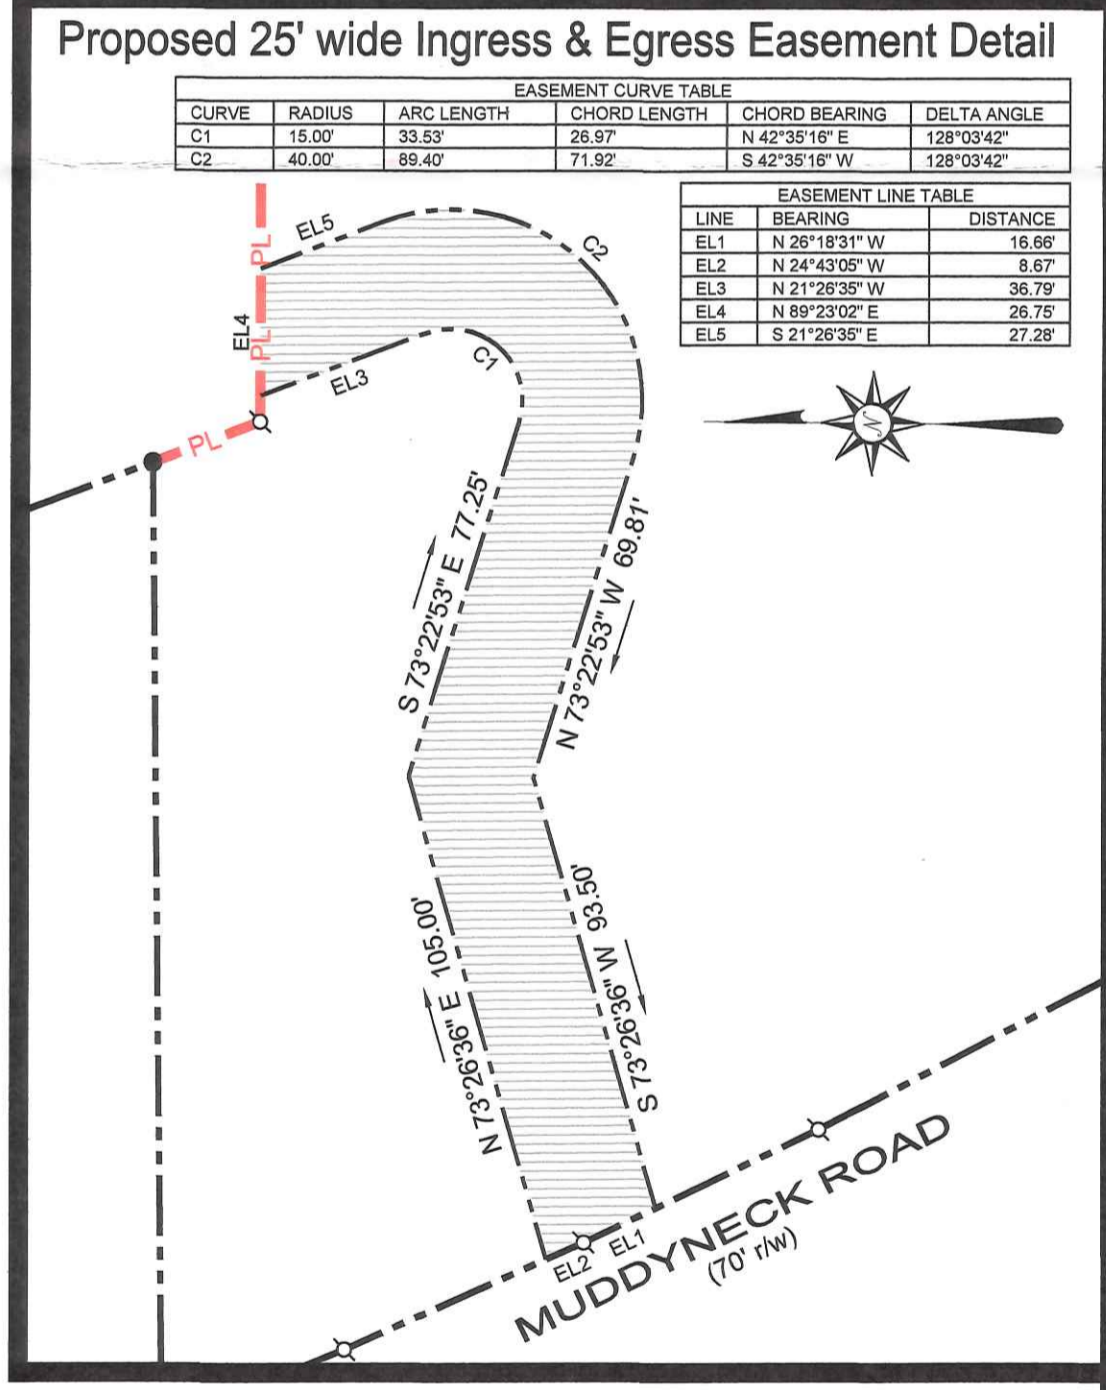 Proposed 25' wide Ingress & Egress Easement Detail
EASEMENT CURVE TABLE
CURVE RADIUS ARC LENGTH CHORD LENGTH CHORD BEARING DELTA ANGLE
C1 15.00' 33.53' 26.97' N 42°35'16" E 128°03'42"
C2 40.00' 89.40' 71.92' S 42°35'16" W 128°03'42"
EASEMENT LINE TABLE
LINE BEARING DISTANCE
EL1 N 26°18'31" W 16.66'
EL2 N 24°43'05" W 8.67'
EL3 N 21°26'35" W 36.79'
EL4 N 89°23'02" E 26.75'
EL5 S 21°26'35" E 27.28'
EL5
C2
PL
EL4
PL
C1
EL3
PL
N
S 73°22'53" E 77.25'
N 73°22'53" W 69.81'
N 73°26'36" E 105.00'
S 73°26'36" W 93.50'
EL2
EL1
MUDDYNECK ROAD
(70' r/w)